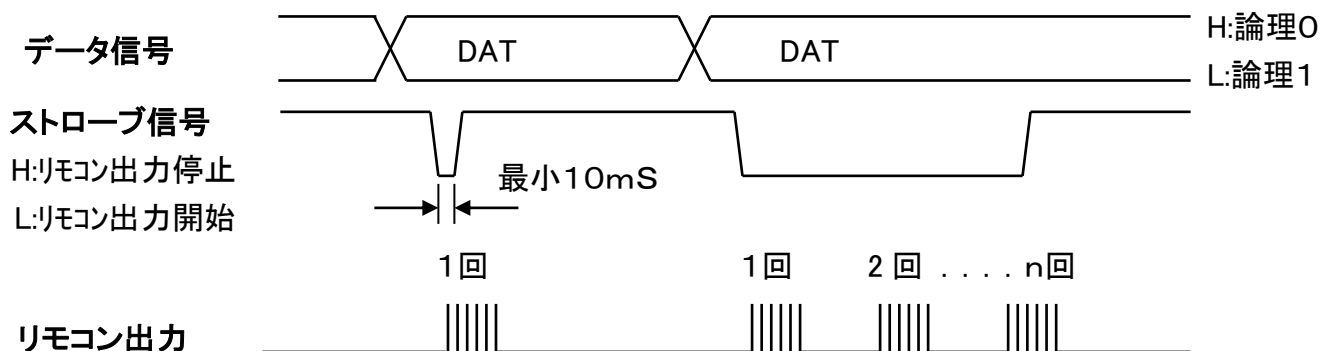 データ信号 DAT DAT H:論理0
L:論理1
ストローブ信号
H:リモコン出力停止 最小10mS
L:リモコン出力開始
1回 1回 2回 . . . . n回
リモコン出力